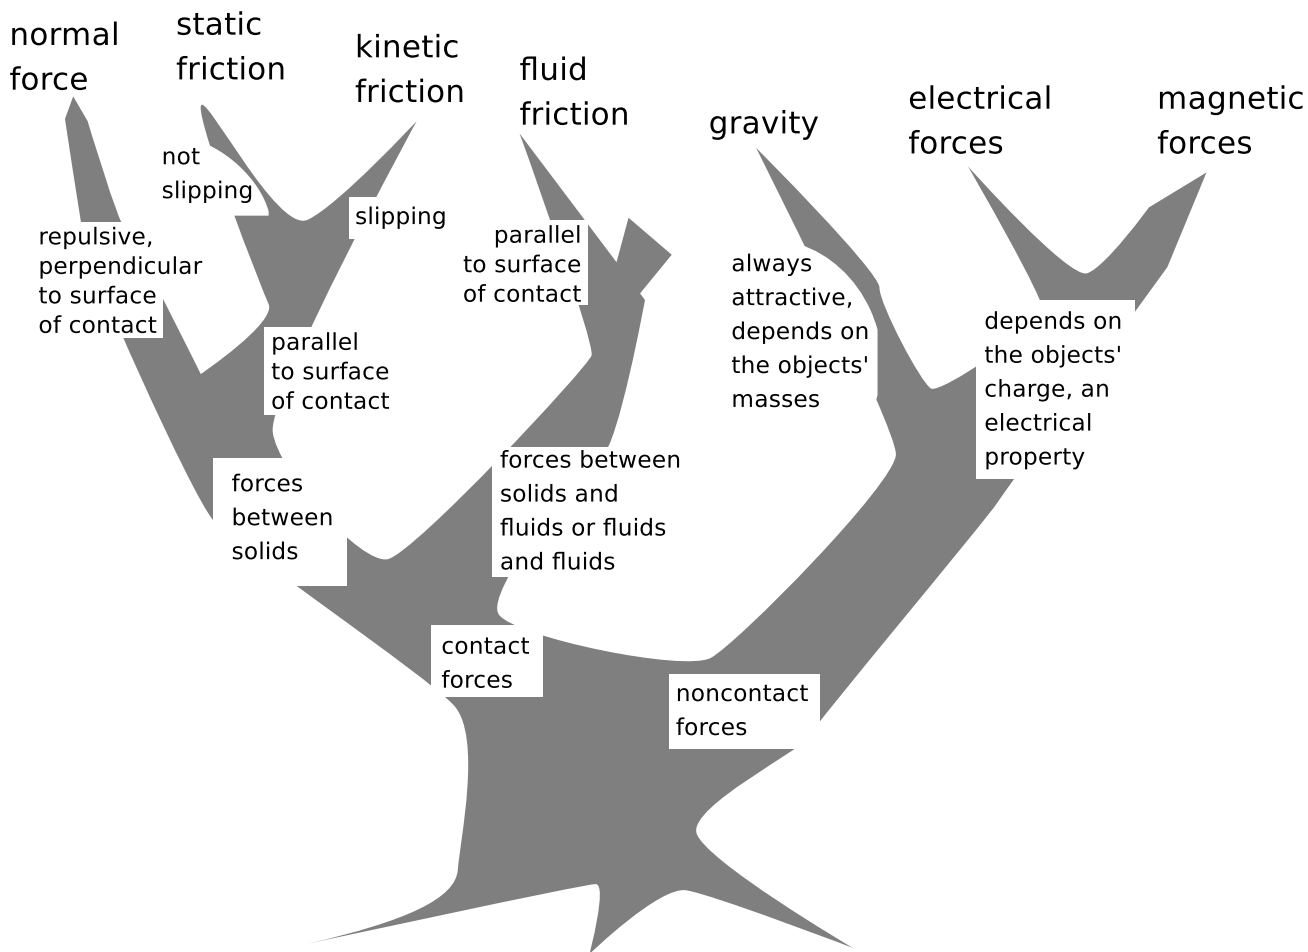 normal
force
static
friction
kinetic
friction
fluid
friction
gravity
electrical
forces
magnetic
forces
not
slipping
slipping
repulsive,
perpendicular
to surface
of contact
parallel
to surface
of contact
parallel
to surface
of contact
always
attractive,
depends on
the objects'
masses
depends on
the objects'
charge, an
electrical
property
forces
between
solids
forces between
solids and
fluids or fluids
and fluids
contact
forces
noncontact
forces